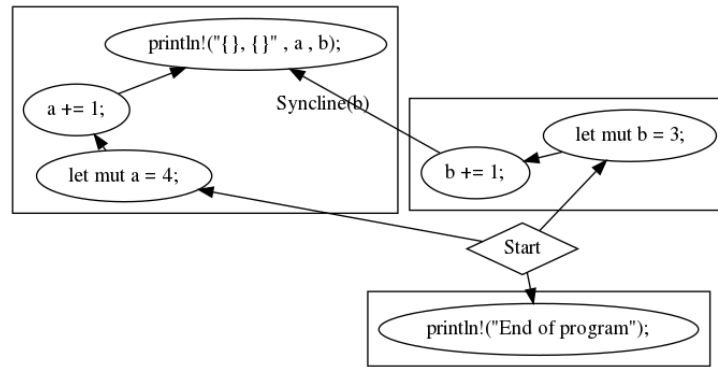 println!("{}, {}" , a , b);
a += 1;
Syncline(b)
let mut b = 3;
let mut a = 4;
b += 1;
Start
println!("End of program");